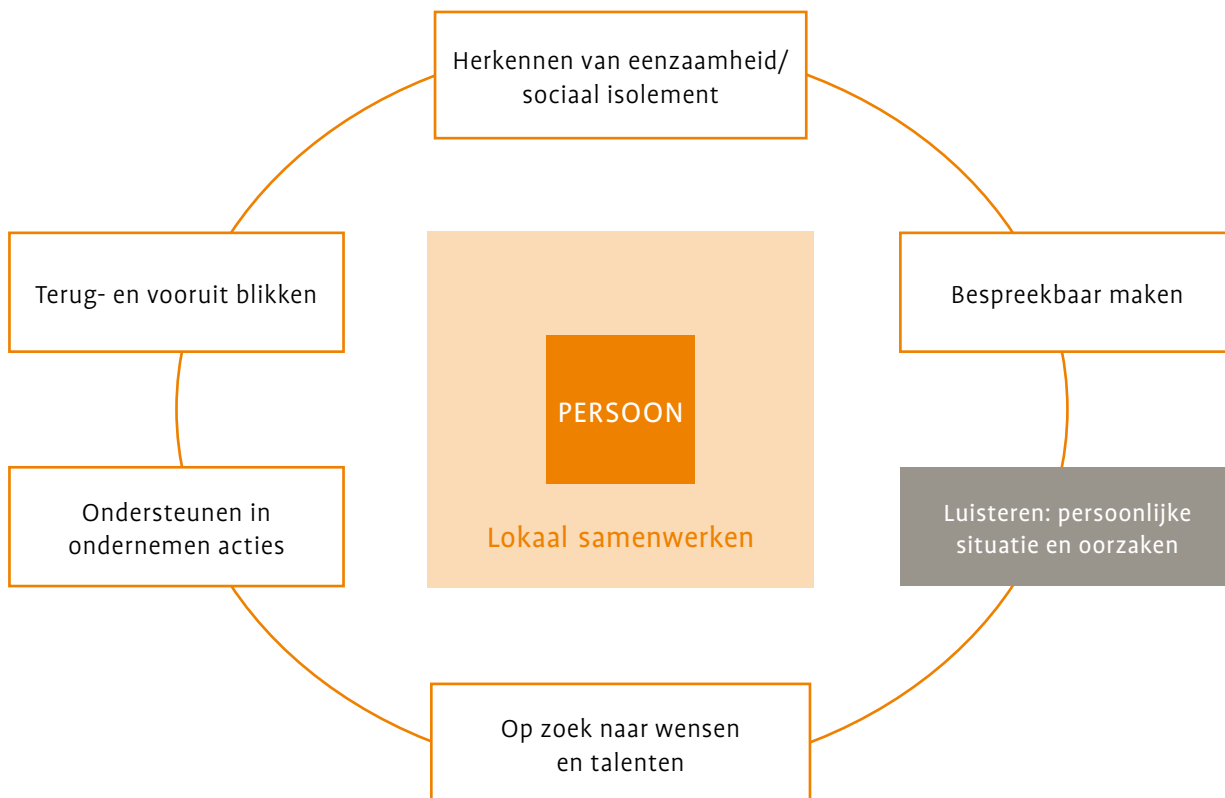 Herkennen van eenzaamheid/
sociaal isolement
Terug- en vooruit blikken
Bespreekbaar maken
PERSOON
Lokaal samenwerken
Ondersteunen in
ondernemen acties
Luisteren: persoonlijke
situatie en oorzaken
Op zoek naar wensen
en talenten